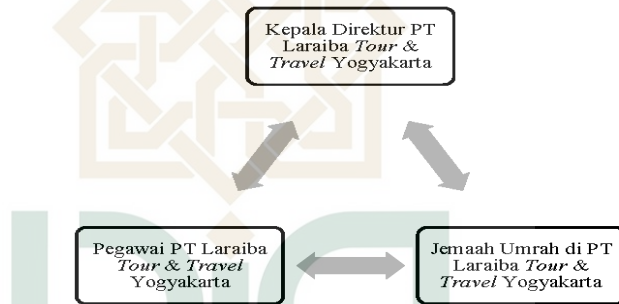 Kepala Direktur PT
Laraiba Tour &
Travel Yogyakarta
Pegawai PT Laraiba
Tour & Travel
Yogyakarta
Jemaah Umrah di PT
Laraiba Tour &
Travel Yogyakarta